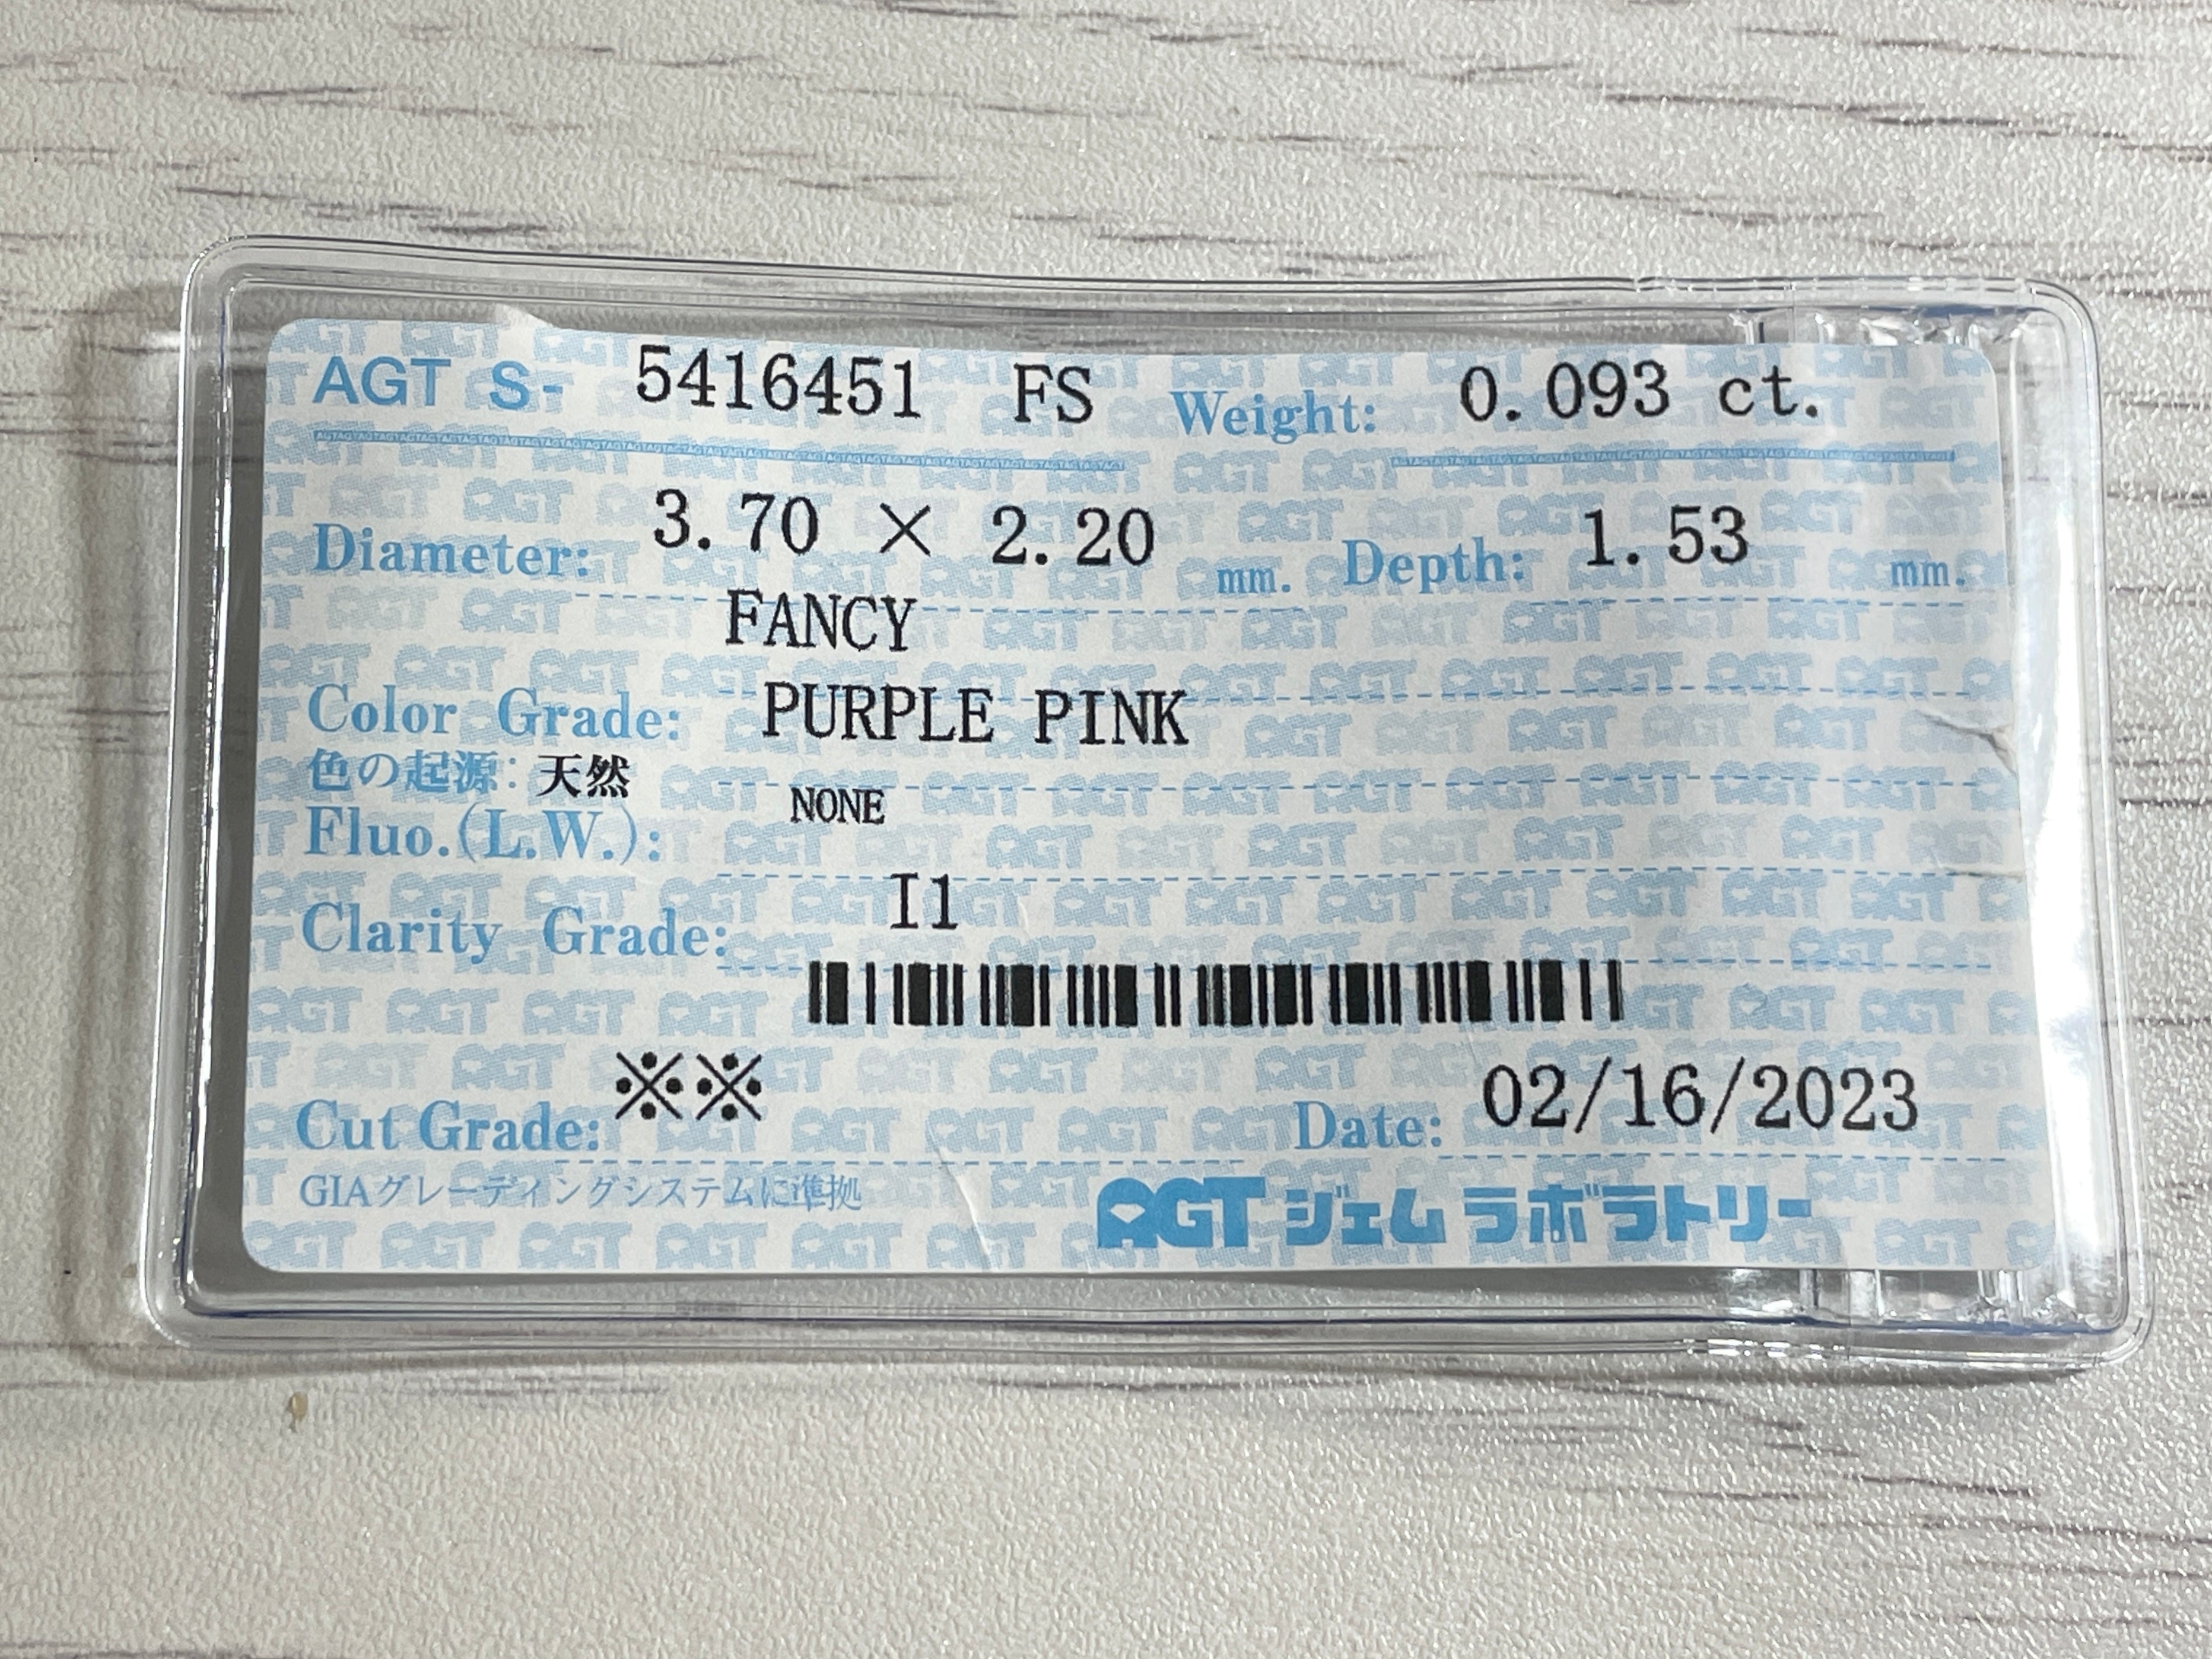 AGT S- 5416451 FS Weight: 0.093 ct.
Diameter: 3.70 × 2.20 mm. Depth: 1.53 mm.
FANCY
Color Grade: PURPLE PINK
色の起源: 天然
Fluo.(L.W.): NONE
Clarity Grade: I1
Cut Grade: ※※ Date: 02/16/2023
GIAグレーディングシステムに準拠
AGT ジェム ラボラトリー